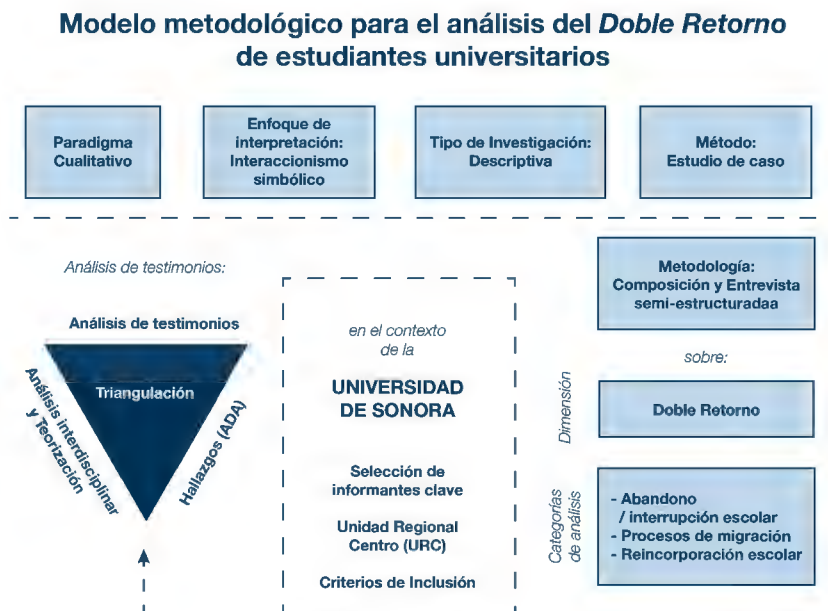 Modelo metodológico para el análisis del Doble Retorno
de estudiantes universitarios
Paradigma
Cualitativo
Enfoque de
interpretación:
Interaccionismo
simbólico
Tipo de Investigación:
Descriptiva
Método:
Estudio de caso
Análisis de testimonios:
Análisis de testimonios
Triangulación
Análisis interdisciplinar
y Teorización
Hallazgos (ADA)
en el contexto
de la
UNIVERSIDAD
DE SONORA
Selección de
informantes clave
Unidad Regional
Centro (URC)
Criterios de Inclusión
Metodología:
Composición y Entrevista
semi-estructuradaa
sobre:
Dimensión
Doble Retorno
Categorías
de análisis
- Abandono
/ interrupción escolar
- Procesos de migración
- Reincorporación escolar